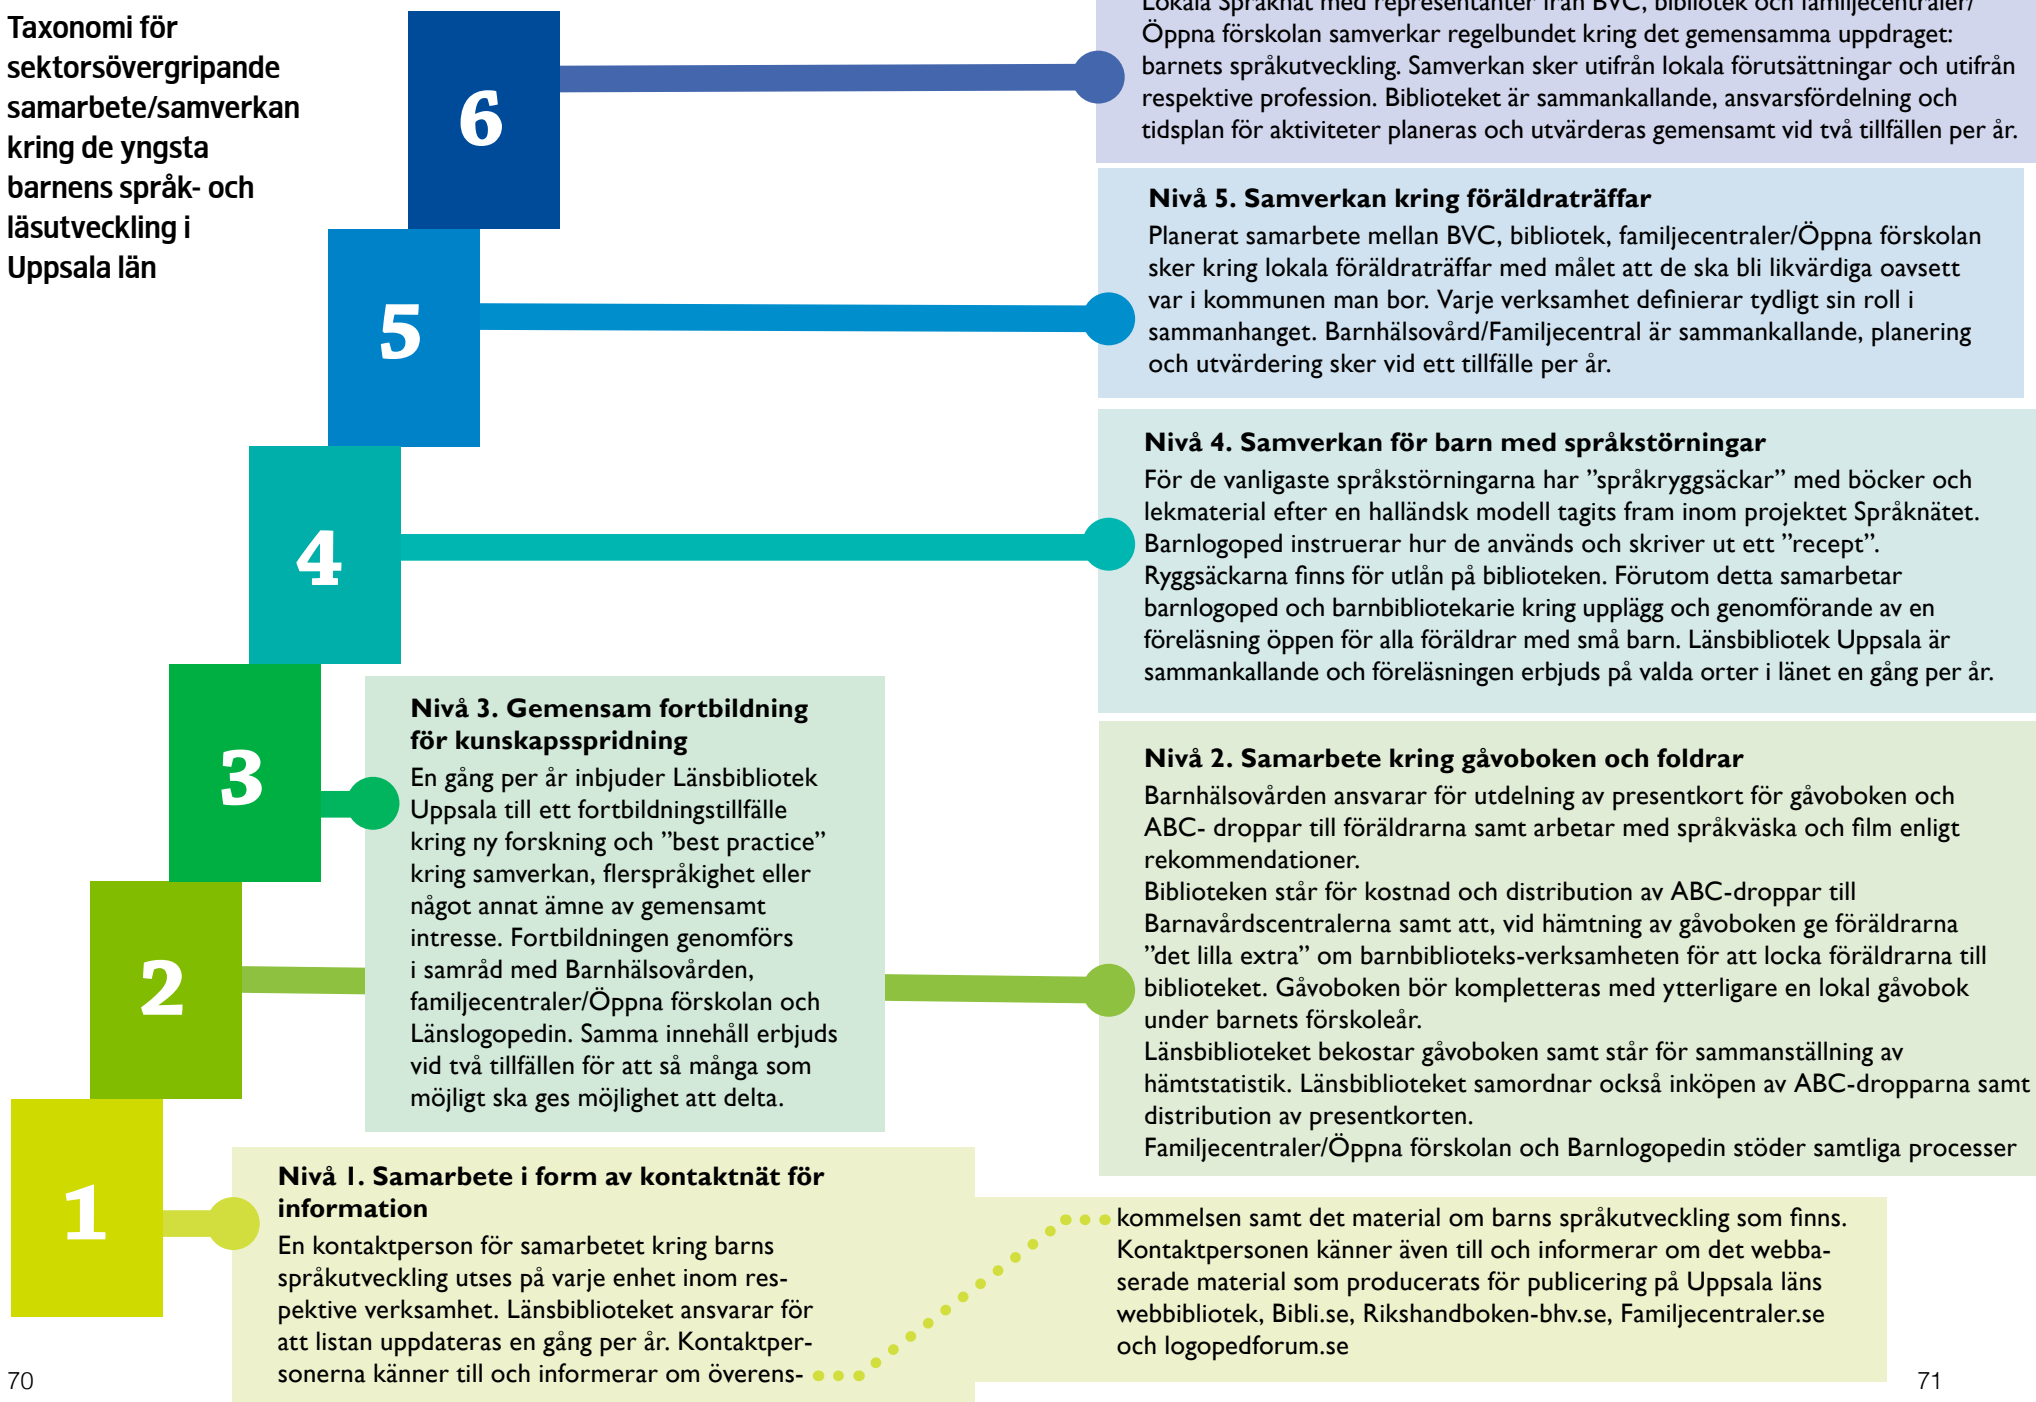 Taxonomi för
sektorsövergripande
samarbete/samverkan
kring de yngsta
barnens språk- och
läsutveckling i
Uppsala län
6
Lokala Språknät med representanter från BVC, bibliotek och familjecentraler/
Öppna förskolan samverkar regelbundet kring det gemensamma uppdraget:
barnets språkutveckling. Samverkan sker utifrån lokala förutsättningar och utifrån
respektive profession. Biblioteket är sammankallande, ansvarsfördelning och
tidsplan för aktiviteter planeras och utvärderas gemensamt vid två tillfällen per år.
5
Nivå 5. Samverkan kring föräldraträffar
Planerat samarbete mellan BVC, bibliotek, familjecentraler/Öppna förskolan
sker kring lokala föräldraträffar med målet att de ska bli likvärdiga oavsett
var i kommunen man bor. Varje verksamhet definierar tydligt sin roll i
sammanhanget. Barnhälsovård/Familjecentral är sammankallande, planering
och utvärdering sker vid ett tillfälle per år.
4
Nivå 4. Samverkan för barn med språkstörningar
För de vanligaste språkstörningarna har ”språkryggsäckar” med böcker och
lekmaterial efter en halländsk modell tagits fram inom projektet Språknätet.
Barnlogoped instruerar hur de används och skriver ut ett ”recept”.
Ryggsäckarna finns för utlån på biblioteken. Förutom detta samarbetar
barnlogoped och barnbibliotekarie kring upplägg och genomförande av en
föreläsning öppen för alla föräldrar med små barn. Länsbibliotek Uppsala är
sammankallande och föreläsningen erbjuds på valda orter i länet en gång per år.
3
Nivå 3. Gemensam fortbildning
för kunskapsspridning
En gång per år inbjuder Länsbibliotek
Uppsala till ett fortbildningstillfälle
kring ny forskning och ”best practice”
kring samverkan, flerspråkighet eller
något annat ämne av gemensamt
intresse. Fortbildningen genomförs
i samråd med Barnhälsovården,
familjecentraler/Öppna förskolan och
Länslogopedin. Samma innehåll erbjuds
vid två tillfällen för att så många som
möjligt ska ges möjlighet att delta.
2
Nivå 2. Samarbete kring gåvoboken och foldrar
Barnhälsovården ansvarar för utdelning av presentkort för gåvoboken och
ABC- droppar till föräldrarna samt arbetar med språkväska och film enligt
rekommendationer.
Biblioteken står för kostnad och distribution av ABC-droppar till
Barnavårdscentralerna samt att, vid hämtning av gåvoboken ge föräldrarna
”det lilla extra” om barnbiblioteks-verksamheten för att locka föräldrarna till
biblioteket. Gåvoboken bör kompletteras med ytterligare en lokal gåvobok
under barnets förskoleår.
Länsbiblioteket bekostar gåvoboken samt står för sammanställning av
hämtstatistik. Länsbiblioteket samordnar också inköpen av ABC-dropparna samt
distribution av presentkorten.
Familjecentraler/Öppna förskolan och Barnlogopedin stöder samtliga processer
1
Nivå 1. Samarbete i form av kontaktnät för
information
En kontaktperson för samarbetet kring barns
språkutveckling utses på varje enhet inom res-
pektive verksamhet. Länsbiblioteket ansvarar för
att listan uppdateras en gång per år. Kontaktper-
sonerna känner till och informerar om överens-
kommelsen samt det material om barns språkutveckling som finns.
Kontaktpersonen känner även till och informerar om det webba-
serade material som producerats för publicering på Uppsala läns
webbibliotek, Bibli.se, Rikshandboken-bhv.se, Familjecentraler.se
och logopedforum.se
70
71